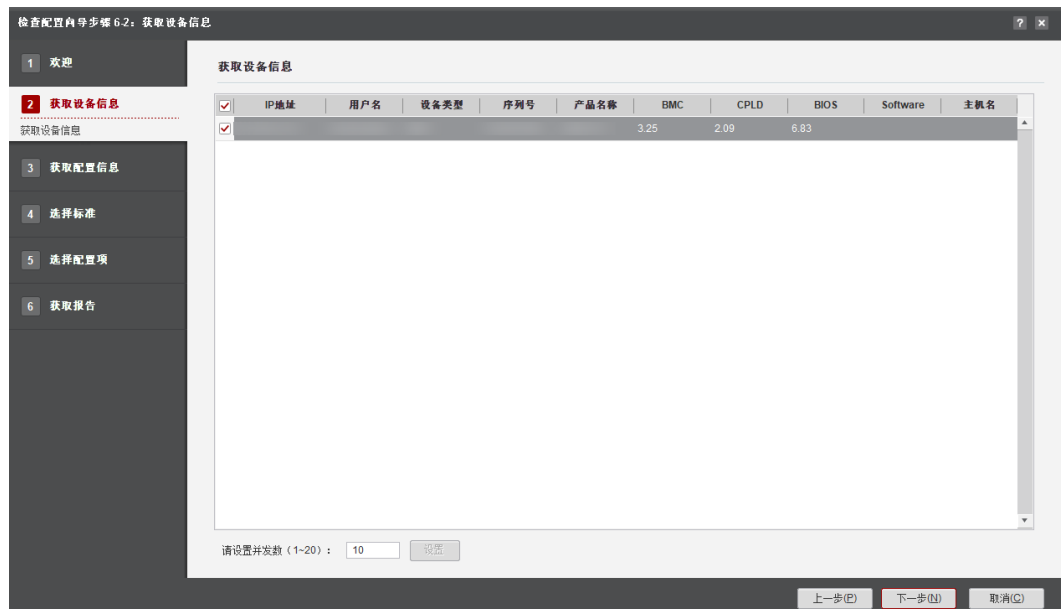 检查配置向导步骤 6-2：获取设备信息
? ×
1 欢迎
2 获取设备信息
获取设备信息
3 获取配置信息
4 选择标准
5 选择配置项
6 获取报告
获取设备信息
IP地址 用户名 设备类型 序列号 产品名称 BMC CPLD BIOS Software 主机名
3.25 2.09 6.83
请设置并发数（1~20）： 10 设置
上一步(P) 下一步(N) 取消(C)